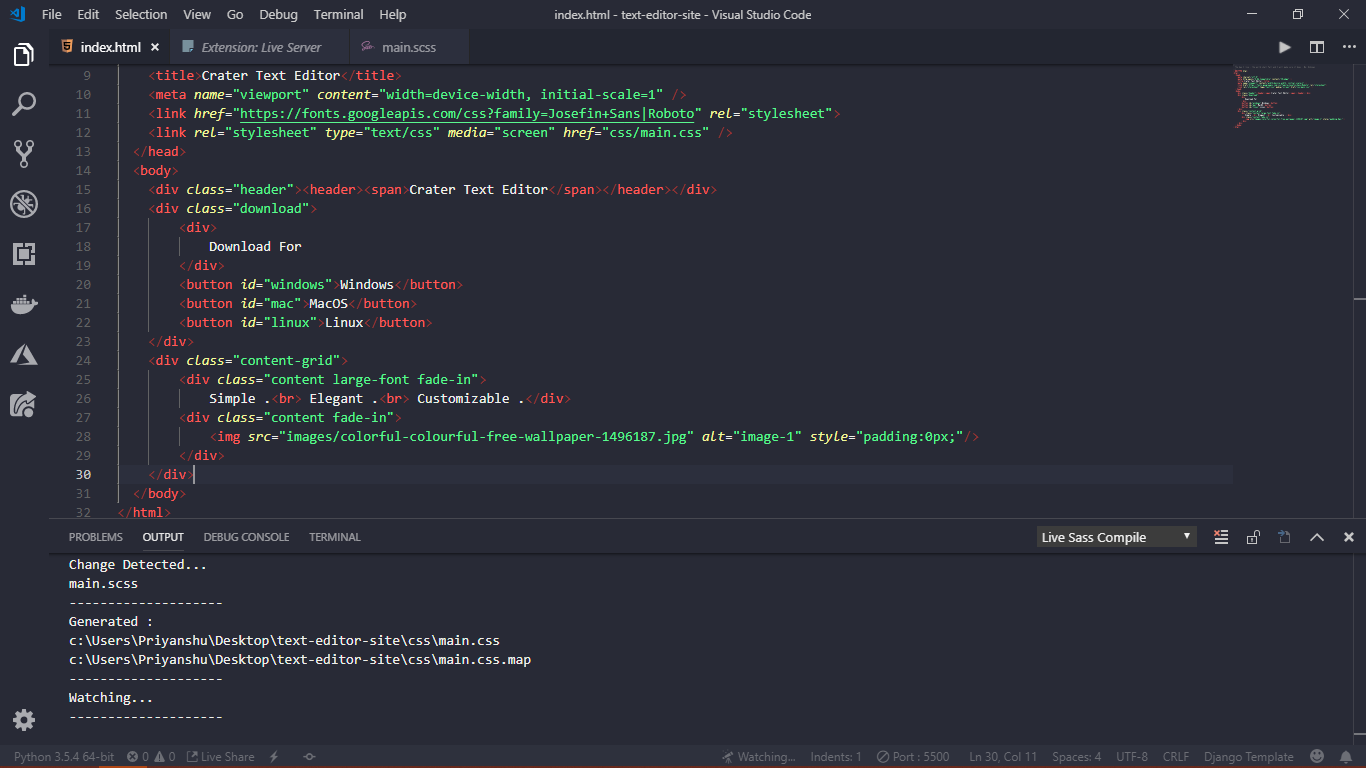 File Edit Selection View Go Debug Terminal Help index.html - text-editor-site - Visual Studio Code
index.html × Extension: Live Server main.scss
9 <title>Crater Text Editor</title>
10 <meta name="viewport" content="width=device-width, initial-scale=1" />
11 <link href="https://fonts.googleapis.com/css?family=Josefin+Sans|Roboto" rel="stylesheet">
12 <link rel="stylesheet" type="text/css" media="screen" href="css/main.css" />
13 </head>
14 <body>
15 <div class="header"><header><span>Crater Text Editor</span></header></div>
16 <div class="download">
17 <div>
18 Download For
19 </div>
20 <button id="windows">Windows</button>
21 <button id="mac">MacOS</button>
22 <button id="linux">Linux</button>
23 </div>
24 <div class="content-grid">
25 <div class="content large-font fade-in">
26 Simple .<br> Elegant .<br> Customizable .</div>
27 <div class="content fade-in">
28 <img src="images/colorful-colourful-free-wallpaper-1496187.jpg" alt="image-1" style="padding:0px;"/>
29 </div>
30 </div>
31 </body>
32 </html>
PROBLEMS OUTPUT DEBUG CONSOLE TERMINAL Live Sass Compile
Change Detected...
main.scss
--------------------
Generated :
c:\Users\Priyanshu\Desktop\text-editor-site\css\main.css
c:\Users\Priyanshu\Desktop\text-editor-site\css\main.css.map
--------------------
Watching...
--------------------
Python 3.5.4 64-bit 0 0 Live Share Watching... Indents: 1 Port : 5500 Ln 30, Col 11 Spaces: 4 UTF-8 CRLF Django Template